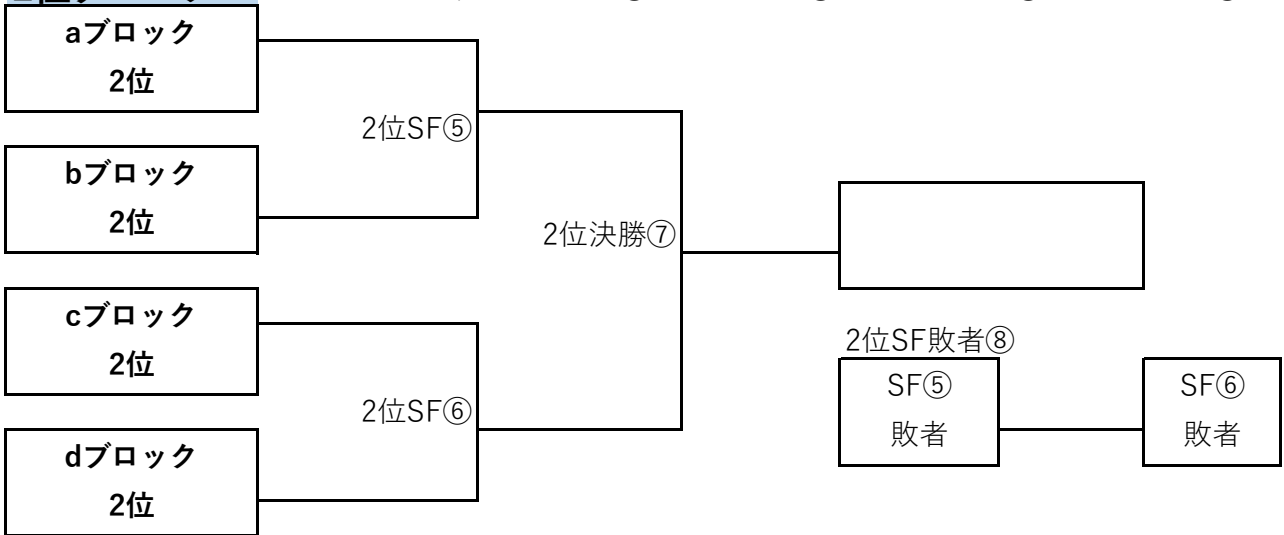 aブロック
2位
2位SF⑤
bブロック
2位
2位決勝⑦
cブロック
2位
2位SF敗者⑧
SF⑤
敗者
SF⑥
敗者
2位SF⑥
dブロック
2位